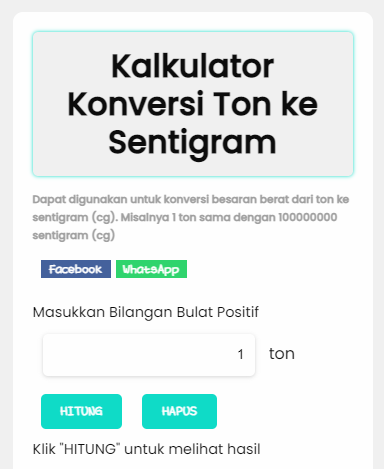 Kalkulator
Konversi Ton ke
Sentigram
Dapat digunakan untuk konversi besaran berat dari ton ke
sentigram (cg). Misalnya 1 ton sama dengan 100000000
sentigram (cg)
Facebook WhatsApp
Masukkan Bilangan Bulat Positif
1 ton
HITUNG HAPUS
Klik "HITUNG" untuk melihat hasil